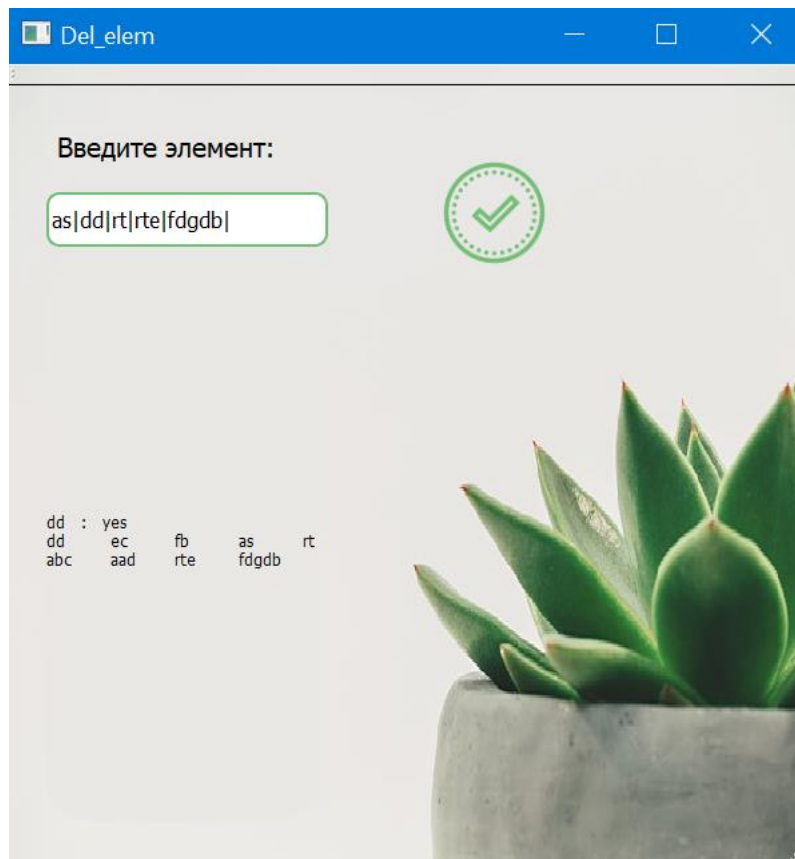 Del_elem
Введите элемент:
as|dd|rt|rte|fdgdb|
dd : yes
dd ec fb as rt
abc aad rte fdgdb